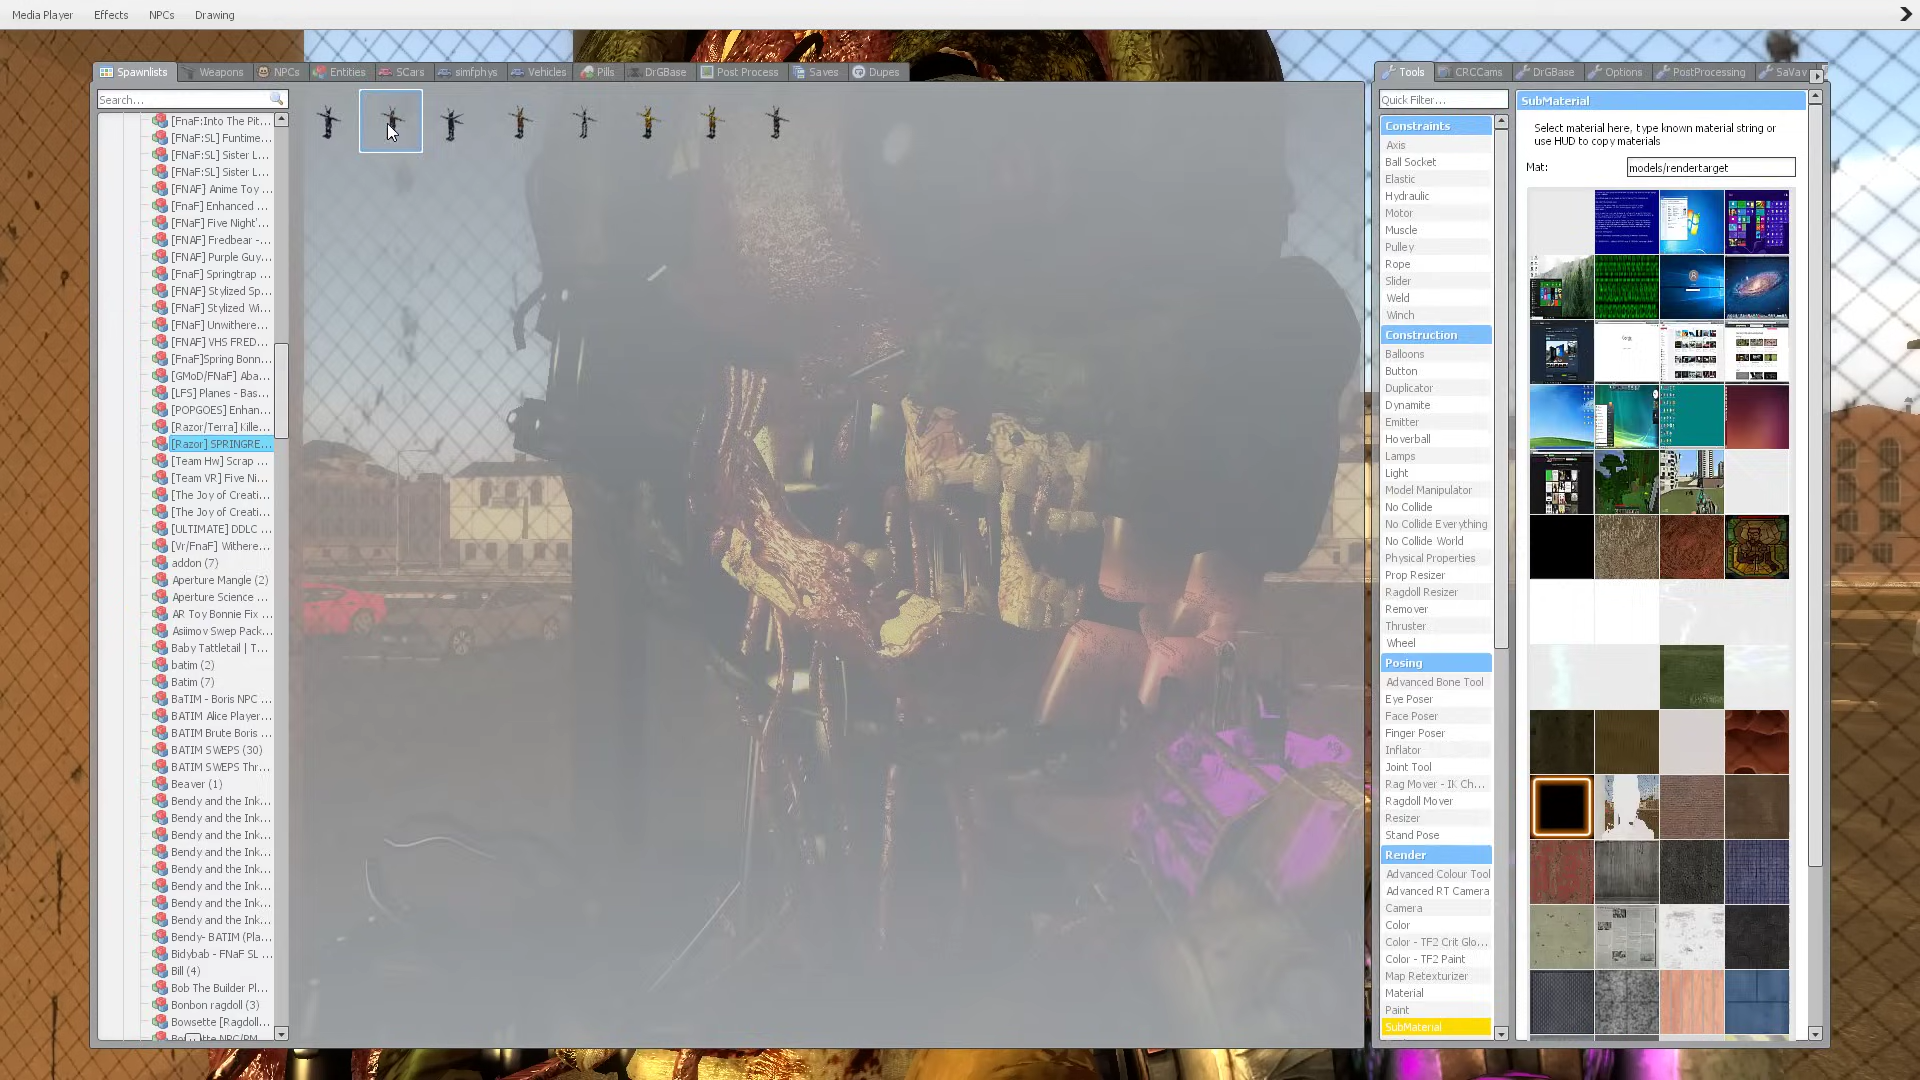 Media Player Effects NPCs Drawing
Spawnlists Weapons NPCs Entities SCars simfphys Vehicles Pills DrGBase Post Process Saves Dupes
Search...
[FnaF:Into The Pit...
[FNaF:SL] Funtime...
[FNaF:SL] Sister L...
[FNaF:SL] Sister L...
[FNAF] Anime Toy ...
[FnaF] Enhanced ...
[FNaF] Five Night'...
[FNAF] Fredbear -...
[FNAF] Purple Guy...
[FnaF] Springtrap ...
[FNAF] Stylized Sp...
[FNaF] Stylized Wi...
[FNaF] Unwithere...
[FNAF] VHS FRED...
[FnaF]Spring Bonn...
[GMoD/FNaF] Aba...
[LFS] Planes - Bas...
[POPGOES] Enhan...
[Razor/Terra] Kille...
[Razor] SPRINGRE...
[Team Hw] Scrap ...
[Team VR] Five Ni...
[The Joy of Creati...
[The Joy of Creati...
[ULTIMATE] DDLC ...
[Vr/FnaF] Withere...
addon (7)
Aperture Mangle (2)
Aperture Science ...
AR Toy Bonnie Fix ...
Asiimov Swep Pack...
Baby Tattletail | T...
batim (2)
Batim (7)
BaTIM - Boris NPC ...
BATIM Alice Player...
BATIM Brute Boris ...
BATIM SWEPS (30)
BATIM SWEPS Thr...
Beaver (1)
Bendy and the Ink...
Bendy and the Ink...
Bendy and the Ink...
Bendy and the Ink...
Bendy and the Ink...
Bendy and the Ink...
Bendy and the Ink...
Bendy and the Ink...
Bendy- BATIM (Pla...
Bidybab - FNaF SL ...
Bill (4)
Bob The Builder Pl...
Bonbon ragdoll (3)
Bowsette [Ragdoll...
Tools CRCCams DrGBase Options PostProcessing SaVav
Quick Filter...
Constraints
Axis
Ball Socket
Elastic
Hydraulic
Motor
Muscle
Pulley
Rope
Slider
Weld
Winch
Construction
Balloons
Button
Duplicator
Dynamite
Emitter
Hoverball
Lamps
Light
Model Manipulator
No Collide
No Collide Everything
No Collide World
Physical Properties
Prop Resizer
Ragdoll Resizer
Remover
Thruster
Wheel
Posing
Advanced Bone Tool
Eye Poser
Face Poser
Finger Poser
Inflator
Joint Tool
Rag Mover - IK Ch...
Ragdoll Mover
Resizer
Stand Pose
Render
Advanced Colour Tool
Advanced RT Camera
Camera
Color
Color - TF2 Crit Glo...
Color - TF2 Paint
Map Retexturizer
Material
Paint
SubMaterial
SubMaterial
Select material here, type known material string or
use HUD to copy materials
Mat: models/rendertarget